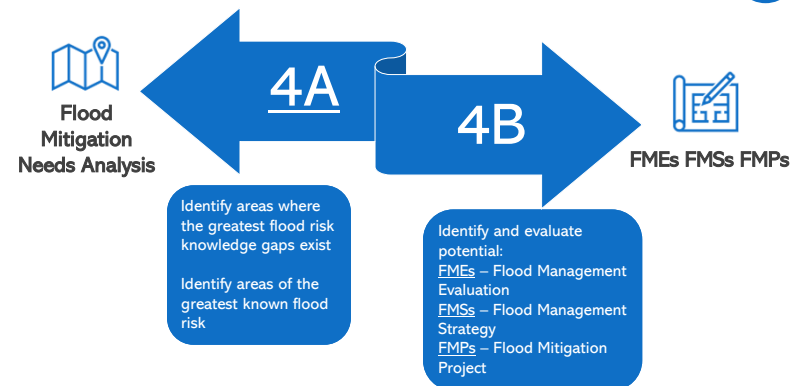 4A
4B
Flood
Mitigation
Needs Analysis
FMEs FMSs FMPs
Identify areas where
the greatest flood risk
knowledge gaps exist
Identify areas of the
greatest known flood
risk
Identify and evaluate
potential:
FMEs – Flood Management
Evaluation
FMSs – Flood Management
Strategy
FMPs – Flood Mitigation
Project